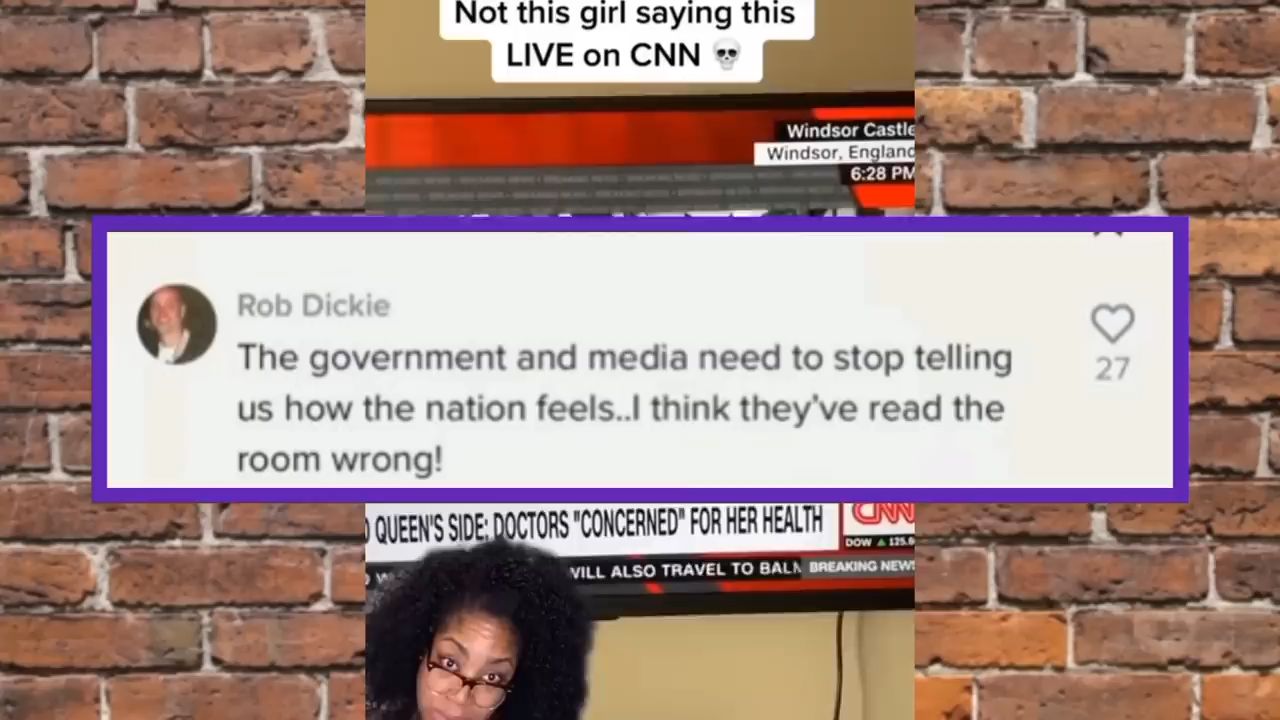 Not this girl saying this
LIVE on CNN 💀
Windsor Castle
Windsor, England
6:28 PM
Rob Dickie
The government and media need to stop telling
us how the nation feels..I think they've read the
room wrong!
27
QUEEN'S SIDE; DOCTORS "CONCERNED" FOR HER HEALTH
CNN
DOW ▲ 125.
WILL ALSO TRAVEL TO BALM
BREAKING NEWS